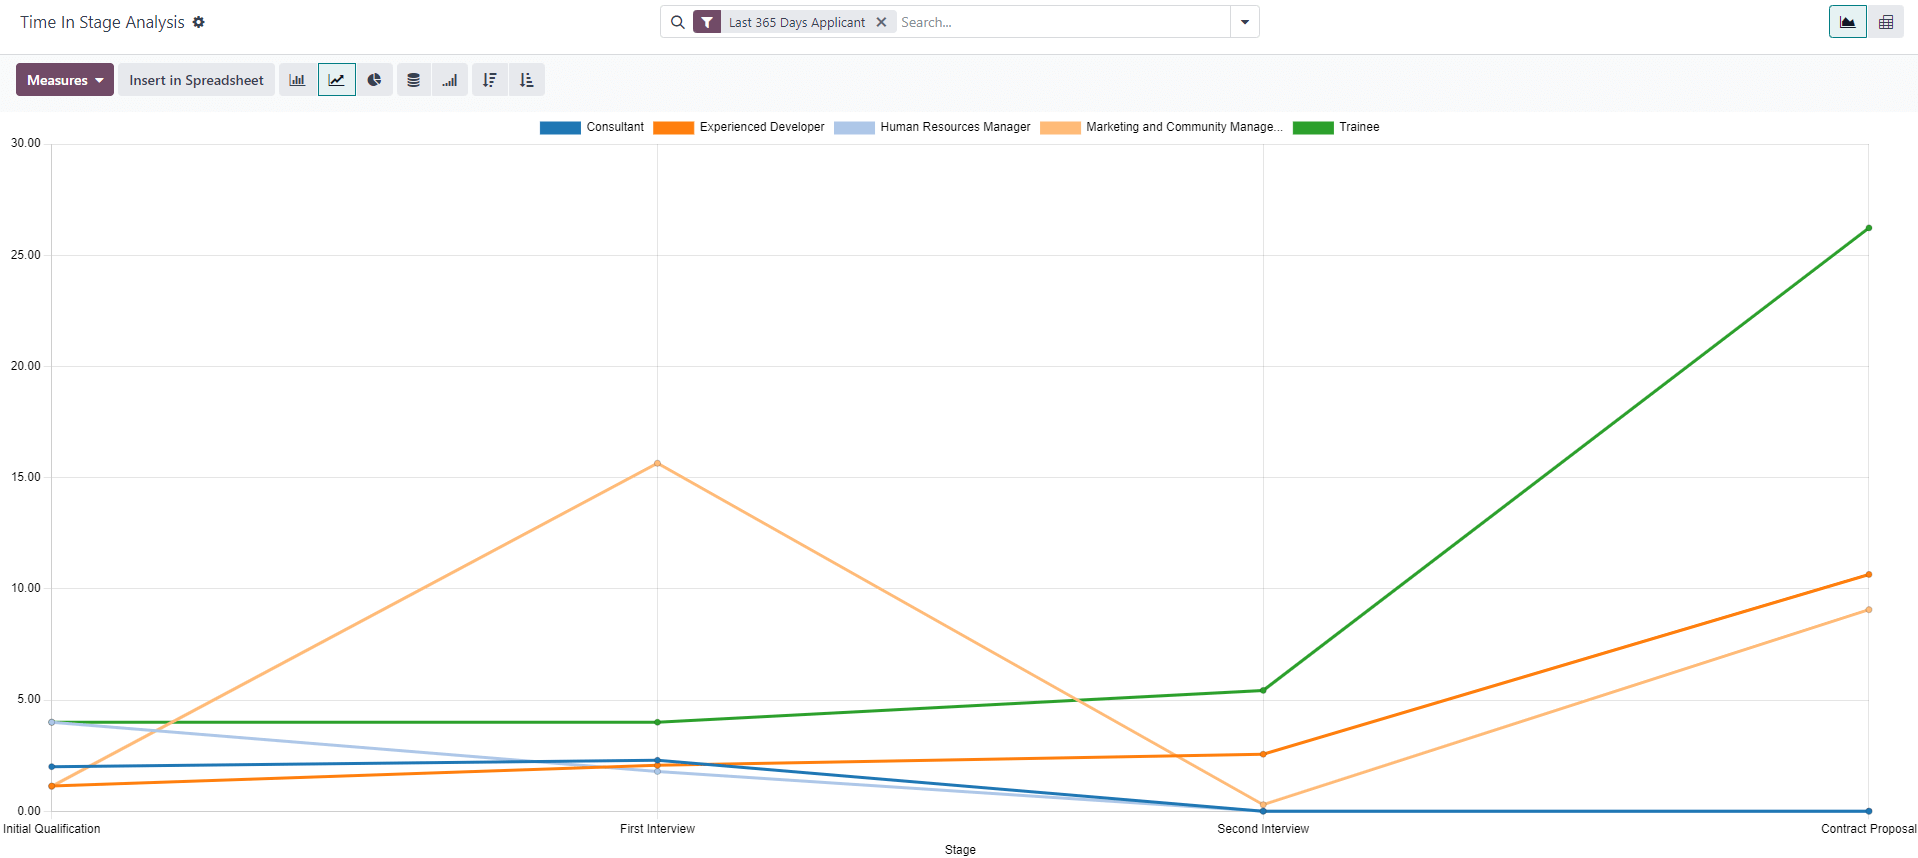 Time In Stage Analysis
Last 365 Days Applicant
Search...
Measures
Insert in Spreadsheet
Consultant
Experienced Developer
Human Resources Manager
Marketing and Community Manage...
Trainee
30.00
25.00
20.00
15.00
10.00
5.00
0.00
Initial Qualification
First Interview
Second Interview
Contract Proposal
Stage